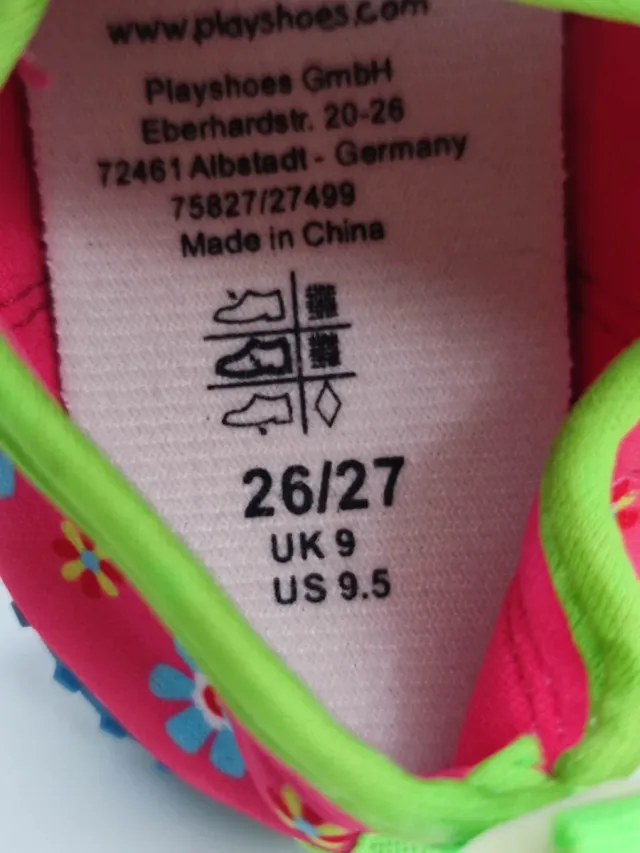 www.playshoes.com
Playshoes GmbH
Eberhardstr. 20-26
72461 Albstadt - Germany
75827/27499
Made in China
26/27
UK 9
US 9.5